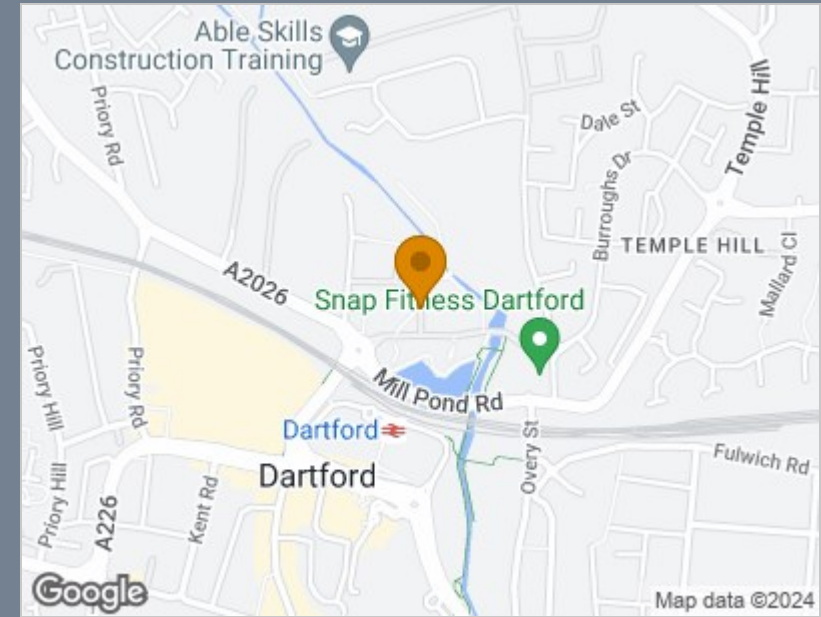 Able Skills
Construction Training
Priory Rd
Dale St
Temple Hill
Burroughs Dr
TEMPLE HILL
Mallard Cl
A2026
Snap Fitness Dartford
Priory Hill
Priory Rd
Mill Pond Rd
Dartford
Overy St
Fulwich Rd
Priory Hill
A226
Kent Rd
Dartford
Google
Map data ©2024